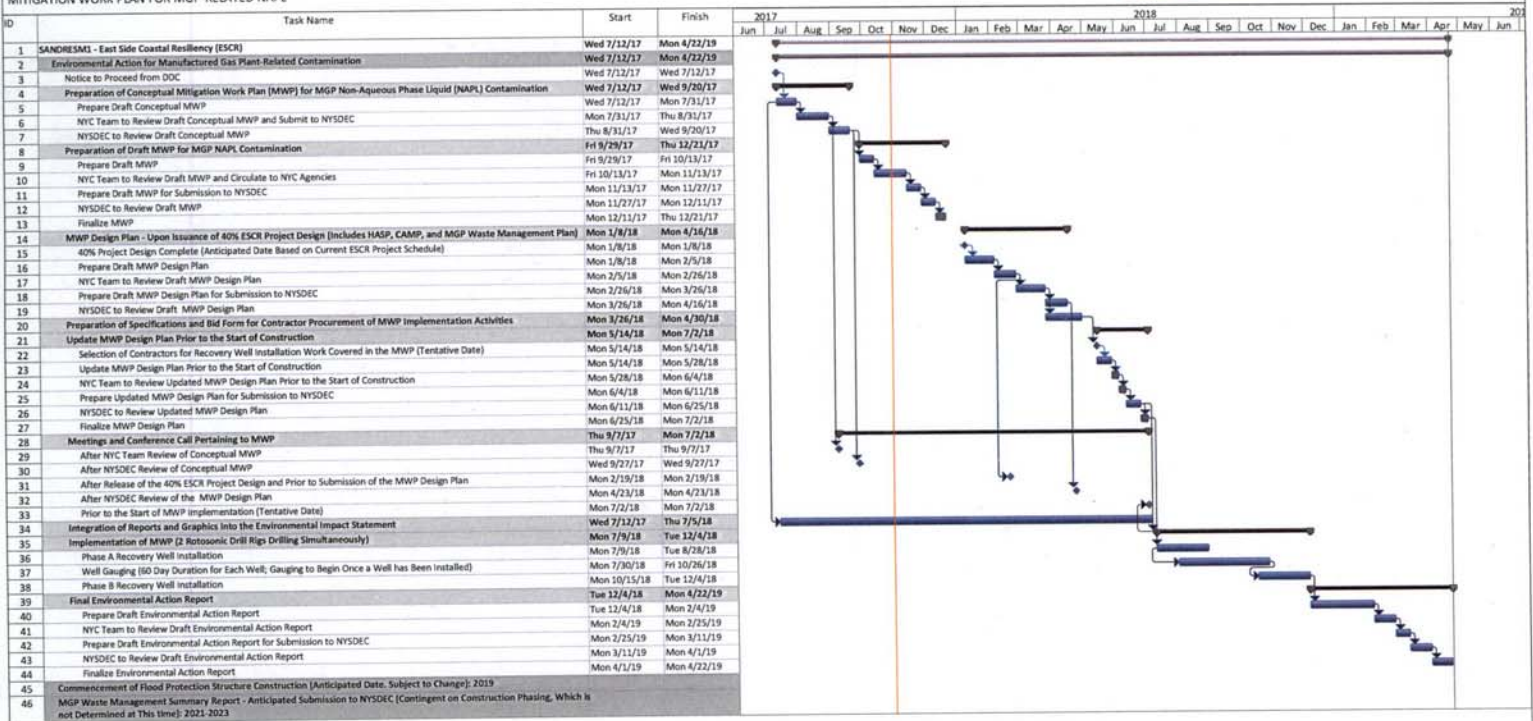 MITIGATION WORK PLAN FOR MGP-RELATED NAPL
ID Task Name Start Finish 2017 2018 201
Jun Jul Aug Sep Oct Nov Dec Jan Feb Mar Apr May Jun Jul Aug Sep Oct Nov Dec Jan Feb Mar Apr May Jun
1 SANDRESM1 - East Side Coastal Resiliency (ESCR) Wed 7/12/17 Mon 4/22/19
2 Environmental Action for Manufactured Gas Plant-Related Contamination Wed 7/12/17 Mon 4/22/19
3 Notice to Proceed from DDC Wed 7/12/17 Wed 7/12/17
4 Preparation of Conceptual Mitigation Work Plan (MWP) for MGP Non-Aqueous Phase Liquid (NAPL) Contamination Wed 7/12/17 Wed 9/20/17
5 Prepare Draft Conceptual MWP Wed 7/12/17 Mon 7/31/17
6 NYC Team to Review Draft Conceptual MWP and Submit to NYSDEC Mon 7/31/17 Thu 8/31/17
7 NYSDEC to Review Draft Conceptual MWP Thu 8/31/17 Wed 9/20/17
8 Preparation of Draft MWP for MGP NAPL Contamination Fri 9/29/17 Thu 12/21/17
9 Prepare Draft MWP Fri 9/29/17 Fri 10/13/17
10 NYC Team to Review Draft MWP and Circulate to NYC Agencies Fri 10/13/17 Mon 11/13/17
11 Prepare Draft MWP for Submission to NYSDEC Mon 11/13/17 Mon 11/27/17
12 NYSDEC to Review Draft MWP Mon 11/27/17 Mon 12/11/17
13 Finalize MWP Mon 12/11/17 Thu 12/21/17
14 MWP Design Plan - Upon Issuance of 40% ESCR Project Design (Includes HASP, CAMP, and MGP Waste Management Plan) Mon 1/8/18 Mon 4/16/18
15 40% Project Design Complete (Anticipated Date Based on Current ESCR Project Schedule) Mon 1/8/18 Mon 1/8/18
16 Prepare Draft MWP Design Plan Mon 1/8/18 Mon 2/5/18
17 NYC Team to Review Draft MWP Design Plan Mon 2/5/18 Mon 2/26/18
18 Prepare Draft MWP Design Plan for Submission to NYSDEC Mon 2/26/18 Mon 3/26/18
19 NYSDEC to Review Draft MWP Design Plan Mon 3/26/18 Mon 4/16/18
20 Preparation of Specifications and Bid Form for Contractor Procurement of MWP Implementation Activities Mon 3/26/18 Mon 4/30/18
21 Update MWP Design Plan Prior to the Start of Construction Mon 5/14/18 Mon 7/2/18
22 Selection of Contractors for Recovery Well Installation Work Covered in the MWP (Tentative Date) Mon 5/14/18 Mon 5/14/18
23 Update MWP Design Plan Prior to the Start of Construction Mon 5/14/18 Mon 5/28/18
24 NYC Team to Review Updated MWP Design Plan Prior to the Start of Construction Mon 5/28/18 Mon 6/4/18
25 Prepare Updated MWP Design Plan for Submission to NYSDEC Mon 6/4/18 Mon 6/11/18
26 NYSDEC to Review Updated MWP Design Plan Mon 6/11/18 Mon 6/25/18
27 Finalize MWP Design Plan Mon 6/25/18 Mon 7/2/18
28 Meetings and Conference Call Pertaining to MWP Thu 9/7/17 Mon 7/2/18
29 After NYC Team Review of Conceptual MWP Thu 9/7/17 Thu 9/7/17
30 After NYSDEC Review of Conceptual MWP Wed 9/27/17 Wed 9/27/17
31 After Release of the 40% ESCR Project Design and Prior to Submission of the MWP Design Plan Mon 2/19/18 Mon 2/19/18
32 After NYSDEC Review of the MWP Design Plan Mon 4/23/18 Mon 4/23/18
33 Prior to the Start of MWP Implementation (Tentative Date) Mon 7/2/18 Mon 7/2/18
34 Integration of Reports and Graphics Into the Environmental Impact Statement Wed 7/12/17 Thu 7/5/18
35 Implementation of MWP (2 Rotosonic Drill Rigs Drilling Simultaneously) Mon 7/9/18 Tue 12/4/18
36 Phase A Recovery Well Installation Mon 7/9/18 Tue 8/28/18
37 Well Gauging (60 Day Duration for Each Well; Gauging to Begin Once a Well has Been Installed) Mon 7/30/18 Fri 10/26/18
38 Phase B Recovery Well Installation Mon 10/15/18 Tue 12/4/18
39 Final Environmental Action Report Tue 12/4/18 Mon 4/22/19
40 Prepare Draft Environmental Action Report Tue 12/4/18 Mon 2/4/19
41 NYC Team to Review Draft Environmental Action Report Mon 2/4/19 Mon 2/25/19
42 Prepare Draft Environmental Action Report for Submission to NYSDEC Mon 2/25/19 Mon 3/11/19
43 NYSDEC to Review Draft Environmental Action Report Mon 3/11/19 Mon 4/1/19
44 Finalize Environmental Action Report Mon 4/1/19 Mon 4/22/19
45 Commencement of Flood Protection Structure Construction (Anticipated Date, Subject to Change): 2019
46 MGP Waste Management Summary Report - Anticipated Submission to NYSDEC (Contingent on Construction Phasing, Which is
not Determined at This time): 2021-2023